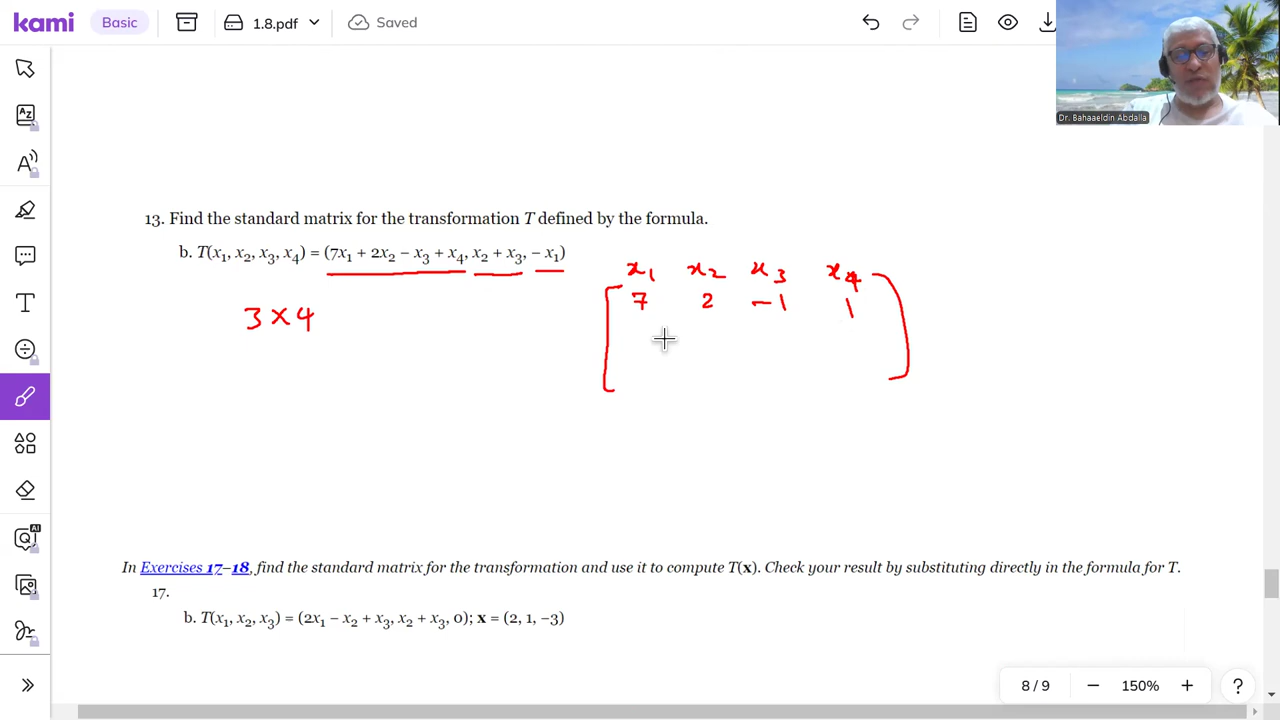 kami Basic 1.8.pdf Saved
Dr. Bahaaeldin Abdalla
13. Find the standard matrix for the transformation T defined by the formula.
b. T(x₁, x₂, x₃, x₄) = (7x₁ + 2x₂ − x₃ + x₄, x₂ + x₃, − x₁)
x₁ x₂ x₃ x₄
7 2 −1 1
3 × 4
In Exercises 17–18, find the standard matrix for the transformation and use it to compute T(x). Check your result by substituting directly in the formula for T.
17.
b. T(x₁, x₂, x₃) = (2x₁ − x₂ + x₃, x₂ + x₃, 0); x = (2, 1, −3)
8 / 9 − 150% + ?